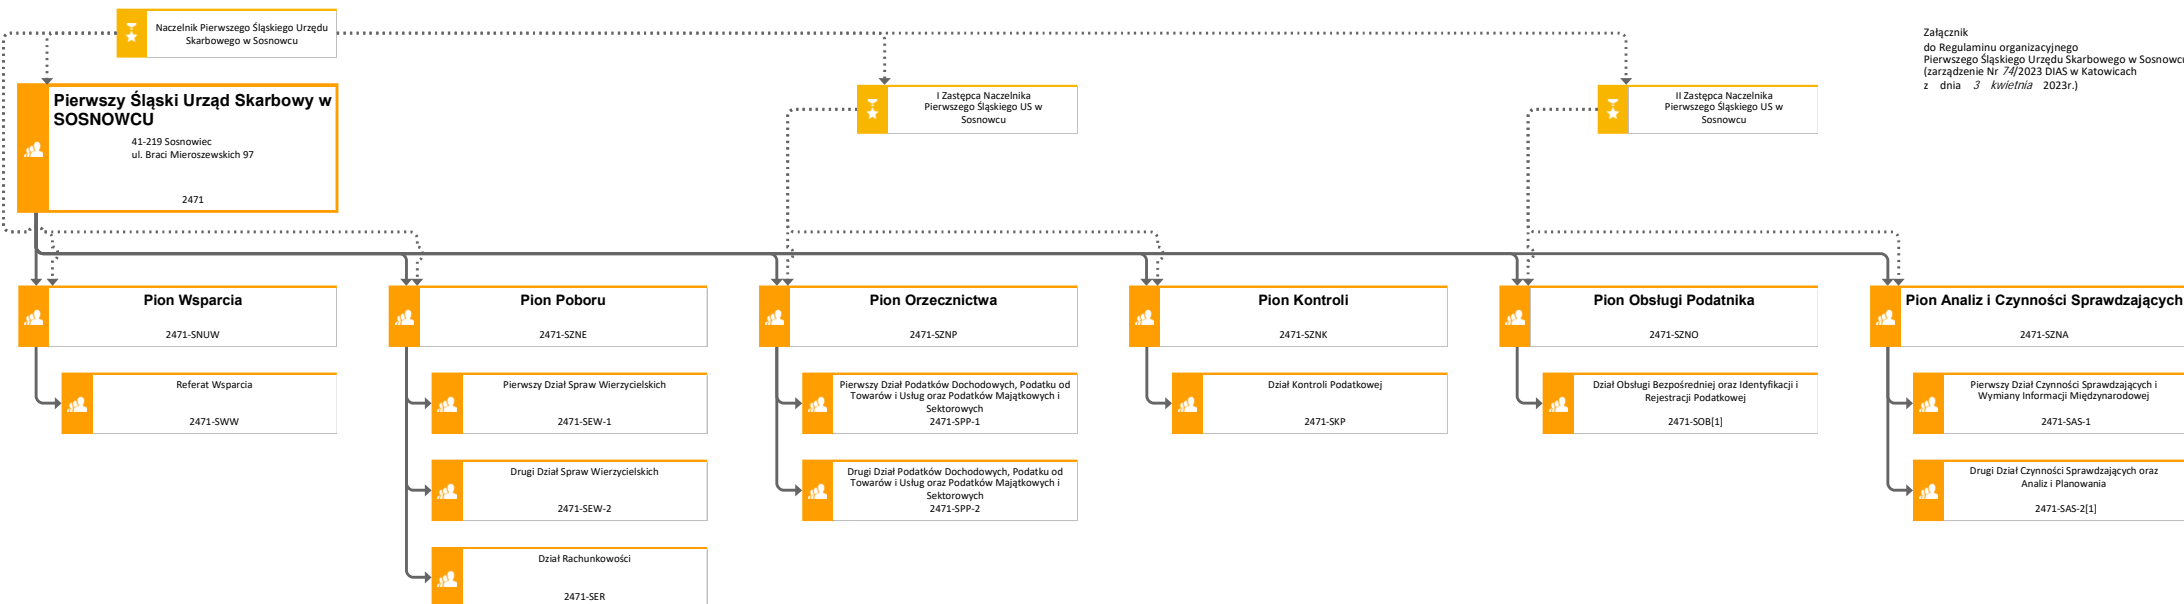 Naczelnik Pierwszego Śląskiego Urzędu
Skarbowego w Sosnowcu
Załącznik
do Regulaminu organizacyjnego
Pierwszego Śląskiego Urzędu Skarbowego w Sosnowcu
(zarządzenie Nr 74/2023 DIAS w Katowicach
z dnia 3 kwietnia 2023r.)
Pierwszy Śląski Urząd Skarbowy w
SOSNOWCU
41-219 Sosnowiec
ul. Braci Mieroszewskich 97
2471
I Zastępca Naczelnika
Pierwszego Śląskiego US w
Sosnowcu
II Zastępca Naczelnika
Pierwszego Śląskiego US w
Sosnowcu
Pion Wsparcia
2471-SNUW
Referat Wsparcia
2471-SWW
Pion Poboru
2471-SZNE
Pierwszy Dział Spraw Wierzycielskich
2471-SEW-1
Drugi Dział Spraw Wierzycielskich
2471-SEW-2
Dział Rachunkowości
2471-SER
Pion Orzecznictwa
2471-SZNP
Pierwszy Dział Podatków Dochodowych, Podatku od
Towarów i Usług oraz Podatków Majątkowych i
Sektorowych
2471-SPP-1
Drugi Dział Podatków Dochodowych, Podatku od
Towarów i Usług oraz Podatków Majątkowych i
Sektorowych
2471-SPP-2
Pion Kontroli
2471-SZNK
Dział Kontroli Podatkowej
2471-SKP
Pion Obsługi Podatnika
2471-SZNO
Dział Obsługi Bezpośredniej oraz Identyfikacji i
Rejestracji Podatkowej
2471-SOB[1]
Pion Analiz i Czynności Sprawdzających
2471-SZNA
Pierwszy Dział Czynności Sprawdzających i
Wymiany Informacji Międzynarodowej
2471-SAS-1
Drugi Dział Czynności Sprawdzających oraz
Analiz i Planowania
2471-SAS-2[1]